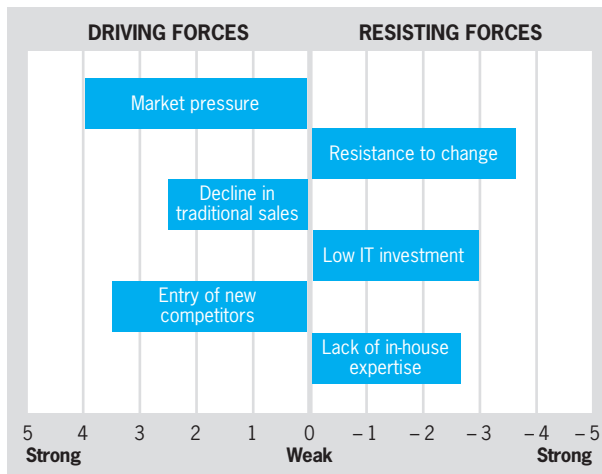 DRIVING FORCES
RESISTING FORCES
Market pressure
Resistance to change
Decline in
traditional sales
Low IT investment
Entry of new
competitors
Lack of in-house
expertise
5 4 3 2 1 0 – 1 – 2 – 3 – 4 – 5
Strong Weak Strong